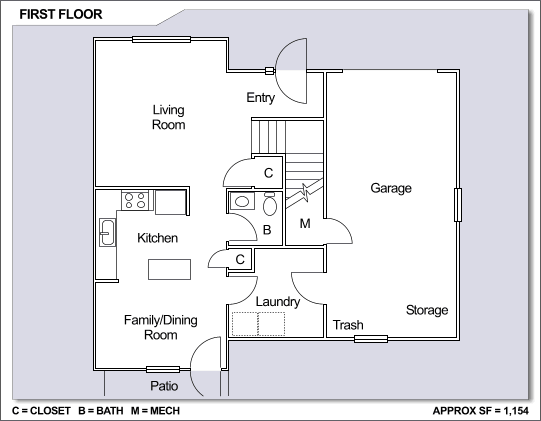 FIRST FLOOR
Entry
Living
Room
C
Garage
B
M
Kitchen
C
Laundry
Storage
Family/Dining
Room
Trash
Patio
C = CLOSET B = BATH M = MECH
APPROX SF = 1,154